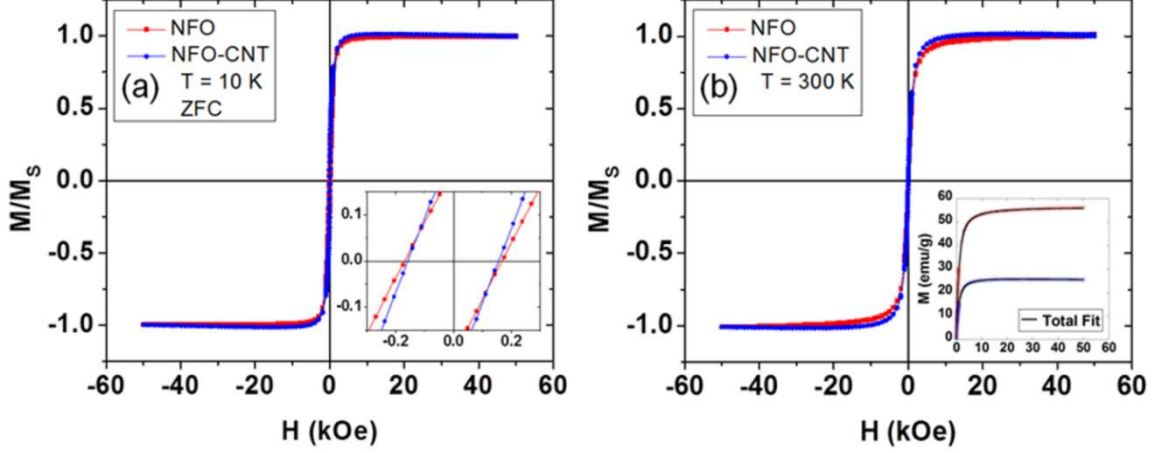 NFO
NFO-CNT
T = 10 K
ZFC
(a)
1.0
0.5
0.0
-0.5
-1.0
M/M_S
0.1
0.0
-0.1
-0.2 0.0 0.2
-60 -40 -20 0 20 40 60
H (kOe)
NFO
NFO-CNT
T = 300 K
(b)
1.0
0.5
0.0
-0.5
-1.0
M/M_S
60
50
40
30
20
10
0
M (emu/g)
Total Fit
0 10 20 30 40 50 60
-60 -40 -20 0 20 40 60
H (kOe)